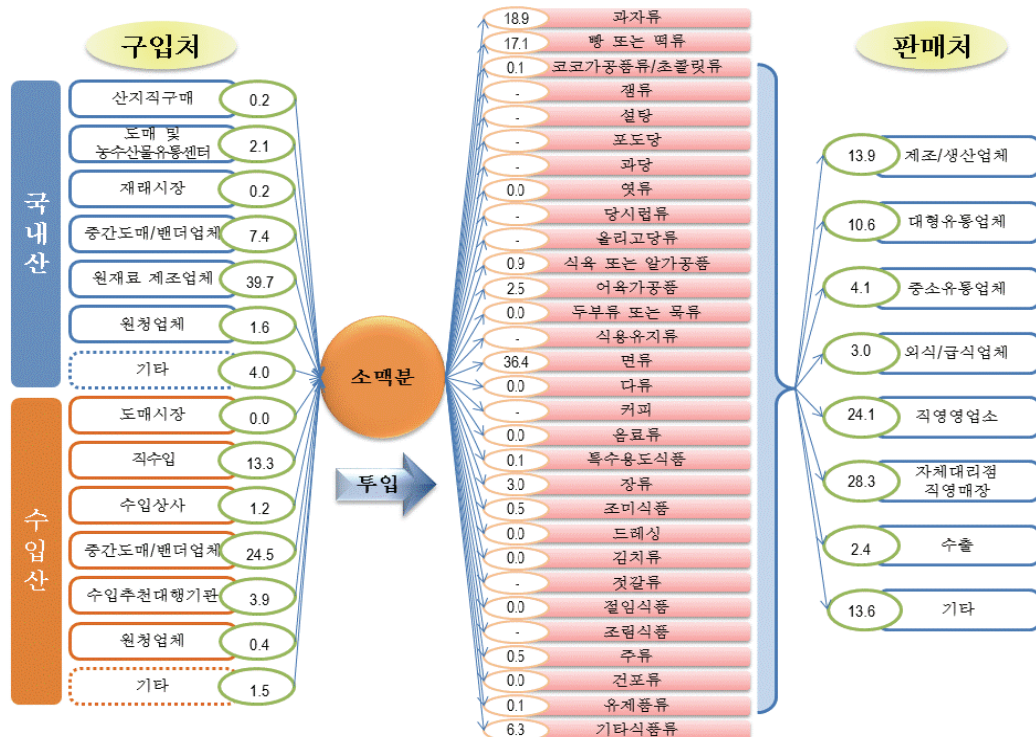 구입처
국내산
산지직구매 0.2
도매 및
농수산물유통센터 2.1
재래시장 0.2
중간도매/밴더업체 7.4
원재료 제조업체 39.7
원청업체 1.6
기타 4.0
수입산
도매시장 0.0
직수입 13.3
수입상사 1.2
중간도매/밴더업체 24.5
수입추천대행기관 3.9
원청업체 0.4
기타 1.5
소맥분
투입
18.9 과자류
17.1 빵 또는 떡류
0.1 코코가공품류/초콜릿류
- 잼류
- 설탕
- 포도당
- 과당
0.0 엿류
- 당시럽류
- 올리고당류
0.9 식육 또는 알가공품
2.5 어육가공품
0.0 두부류 또는 묵류
- 식용유지류
36.4 면류
0.0 다류
- 커피
0.0 음료류
0.1 특수용도식품
3.0 장류
0.5 조미식품
0.0 드레싱
0.0 김치류
- 젓갈류
0.0 절임식품
- 조림식품
0.5 주류
0.0 건포류
0.1 유제품류
6.3 기타식품류
판매처
13.9 제조/생산업체
10.6 대형유통업체
4.1 중소유통업체
3.0 외식/급식업체
24.1 직영영업소
28.3 자체대리점
직영매장
2.4 수출
13.6 기타